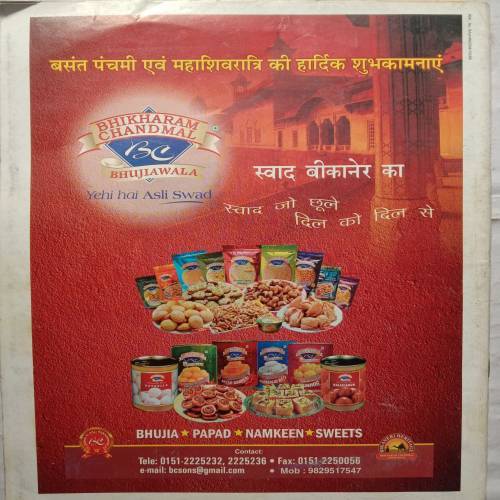 बसंत पंचमी एवं महाशिवरात्रि की हार्दिक शुभकामनाएं
BHIKHARAM
CHANDMAL
BC
BHUJIAWALA
Yehi hai Asli Swad
स्वाद बीकानेर का
स्वाद जो छूले
दिल को दिल से
BHUJIA ★ PAPAD ★ NAMKEEN ★ SWEETS
Contact:
Tele: 0151-2225232, 2225236 • Fax: 0151-2250056
e-mail: bcsons@gmail.com • Mob : 9829517547